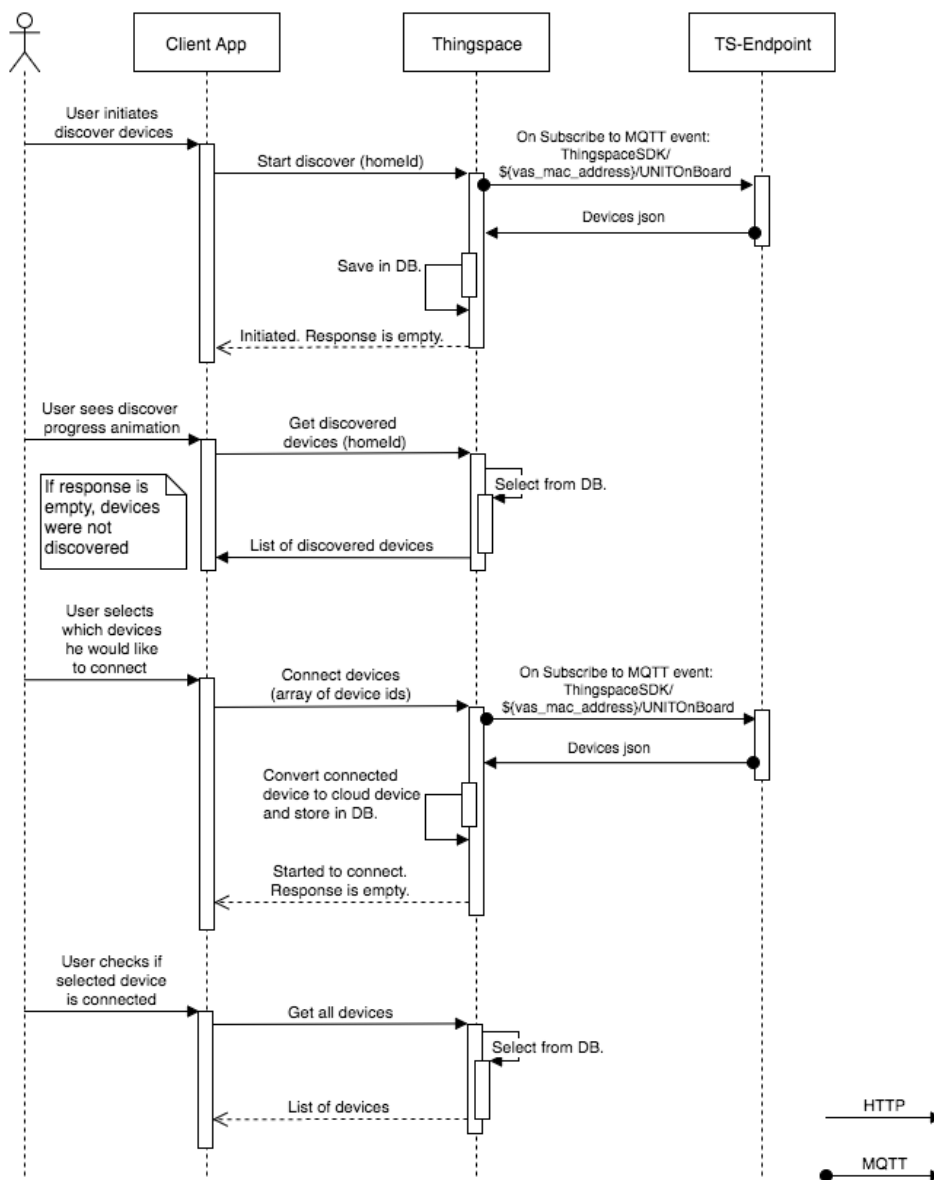 Client App
Thingspace
TS-Endpoint
User initiates
discover devices
Start discover (homeId)
On Subscribe to MQTT event:
ThingspaceSDK/
${vas_mac_address}/UNITOnBoard
Devices json
Save in DB.
Initiated. Response is empty.
User sees discover
progress animation
Get discovered
devices (homeId)
Select from DB.
If response is
empty, devices
were not
discovered
List of discovered devices
User selects
which devices
he would like
to connect
Connect devices
(array of device ids)
On Subscribe to MQTT event:
ThingspaceSDK/
${vas_mac_address}/UNITOnBoard
Devices json
Convert connected
device to cloud device
and store in DB.
Started to connect.
Response is empty.
User checks if
selected device
is connected
Get all devices
Select from DB.
List of devices
HTTP
MQTT